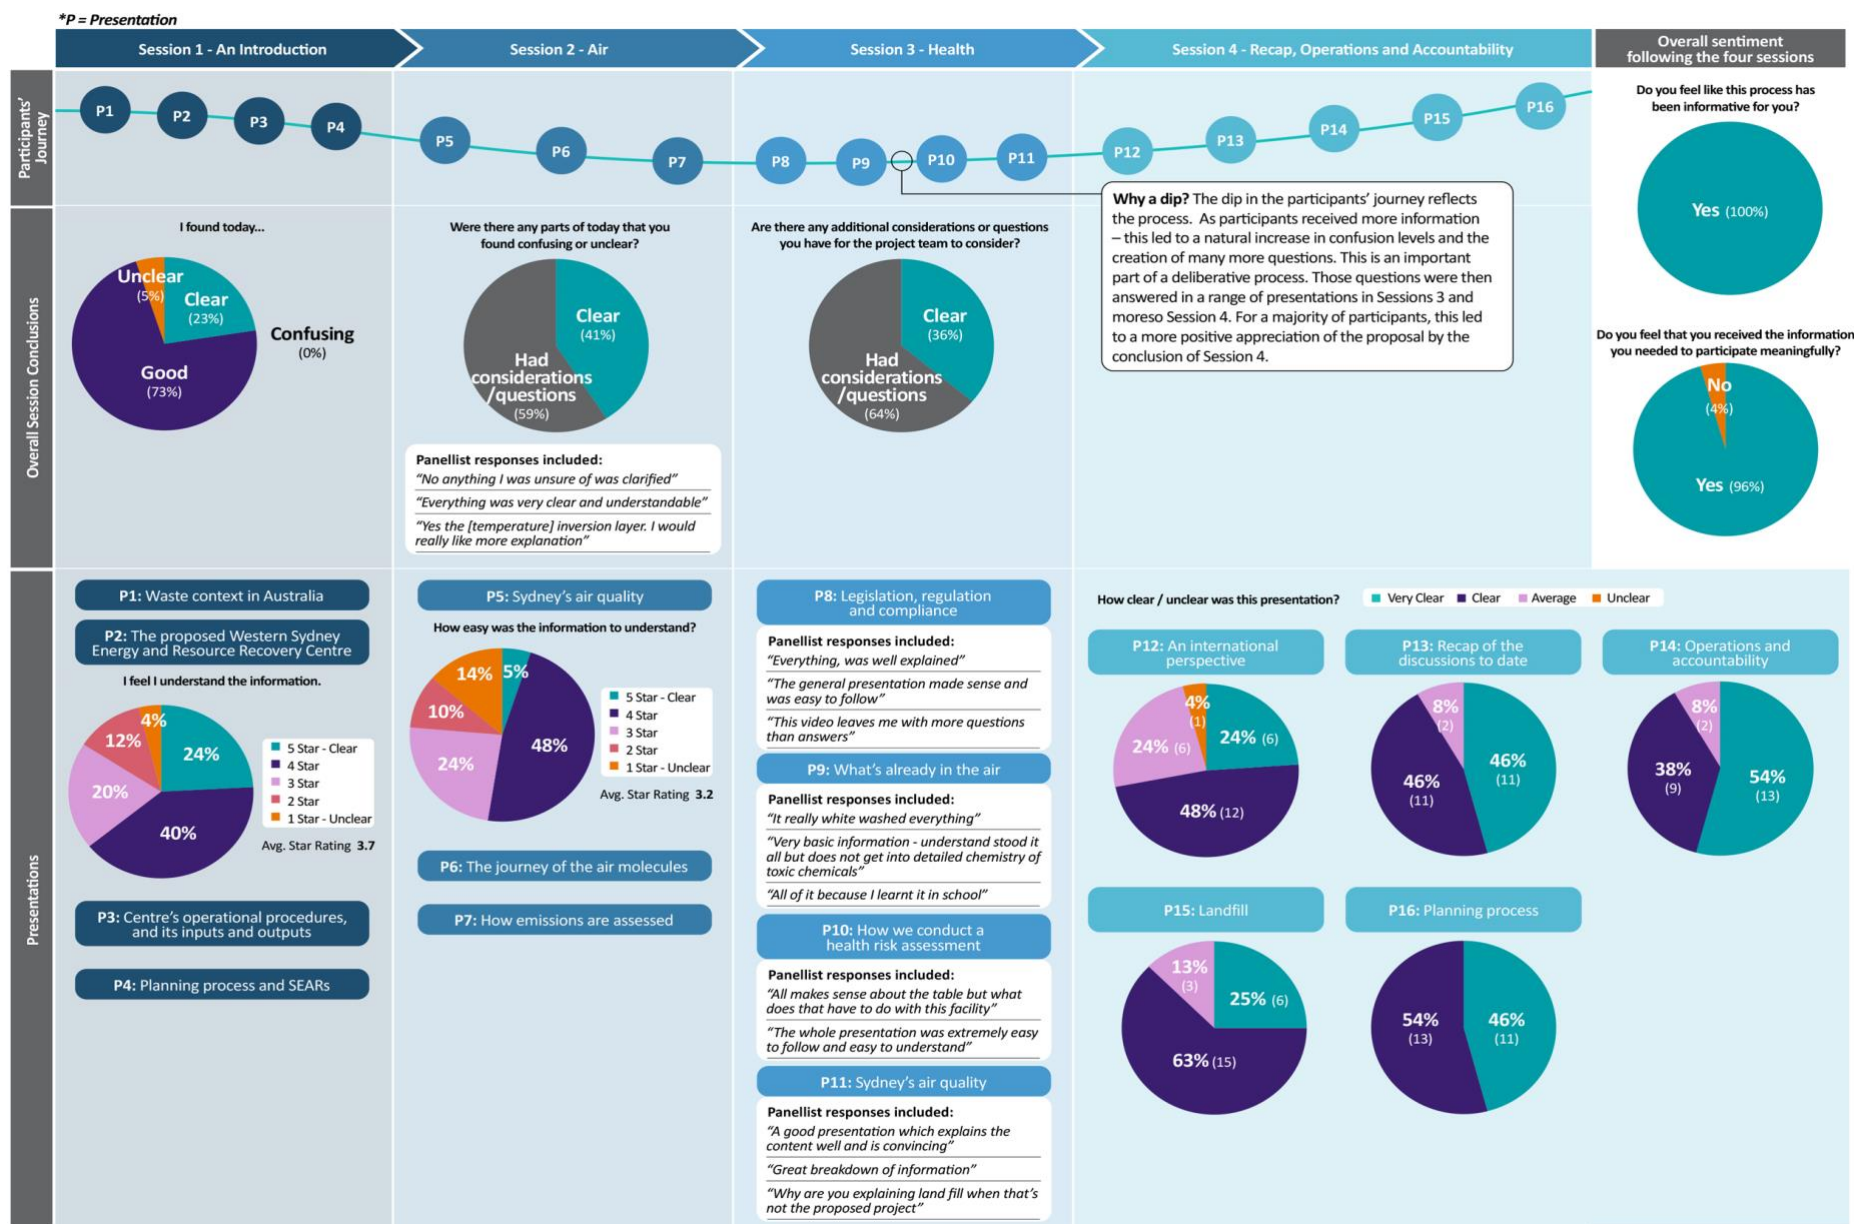 *P = Presentation
Session 1 - An Introduction
Session 2 - Air
Session 3 - Health
Session 4 - Recap, Operations and Accountability
Overall sentiment
following the four sessions
Participants'
Journey
P1
P2
P3
P4
P5
P6
P7
P8
P9
P10
P11
P12
P13
P14
P15
P16
Why a dip? The dip in the participants' journey reflects
the process. As participants received more information
– this led to a natural increase in confusion levels and the
creation of many more questions. This is an important
part of a deliberative process. Those questions were then
answered in a range of presentations in Sessions 3 and
moreso Session 4. For a majority of participants, this led
to a more positive appreciation of the proposal by the
conclusion of Session 4.
Do you feel like this process has
been informative for you?
Yes (100%)
Do you feel that you received the information
you needed to participate meaningfully?
No
(4%)
Yes (96%)
Overall Session Conclusions
I found today...
Unclear
(5%)
Clear
(23%)
Confusing
(0%)
Good
(73%)
Were there any parts of today that you
found confusing or unclear?
Clear
(41%)
Had
considerations
/questions
(59%)
Panellist responses included:
"No anything I was unsure of was clarified"
"Everything was very clear and understandable"
"Yes the [temperature] inversion layer. I would
really like more explanation"
Are there any additional considerations or questions
you have for the project team to consider?
Clear
(36%)
Had
considerations
/questions
(64%)
Presentations
P1: Waste context in Australia
P2: The proposed Western Sydney
Energy and Resource Recovery Centre
I feel I understand the information.
4%
12%
24%
20%
40%
5 Star - Clear
4 Star
3 Star
2 Star
1 Star - Unclear
Avg. Star Rating 3.7
P3: Centre's operational procedures,
and its inputs and outputs
P4: Planning process and SEARs
P5: Sydney's air quality
How easy was the information to understand?
14%
5%
10%
48%
24%
5 Star - Clear
4 Star
3 Star
2 Star
1 Star - Unclear
Avg. Star Rating 3.2
P6: The journey of the air molecules
P7: How emissions are assessed
P8: Legislation, regulation
and compliance
Panellist responses included:
"Everything, was well explained"
"The general presentation made sense and
was easy to follow"
"This video leaves me with more questions
than answers"
P9: What's already in the air
Panellist responses included:
"It really white washed everything"
"Very basic information - understand stood it
all but does not get into detailed chemistry of
toxic chemicals"
"All of it because I learnt it in school"
P10: How we conduct a
health risk assessment
Panellist responses included:
"All makes sense about the table but what
does that have to do with this facility"
"The whole presentation was extremely easy
to follow and easy to understand"
P11: Sydney's air quality
Panellist responses included:
"A good presentation which explains the
content well and is convincing"
"Great breakdown of information"
"Why are you explaining land fill when that's
not the proposed project"
How clear / unclear was this presentation?
Very Clear
Clear
Average
Unclear
P12: An international
perspective
4%
(1)
24% (6)
24% (6)
48% (12)
P13: Recap of the
discussions to date
8%
(2)
46%
(11)
46%
(11)
P14: Operations and
accountability
8%
(2)
38%
(9)
54%
(13)
P15: Landfill
13%
(3)
25% (6)
63% (15)
P16: Planning process
54%
(13)
46%
(11)